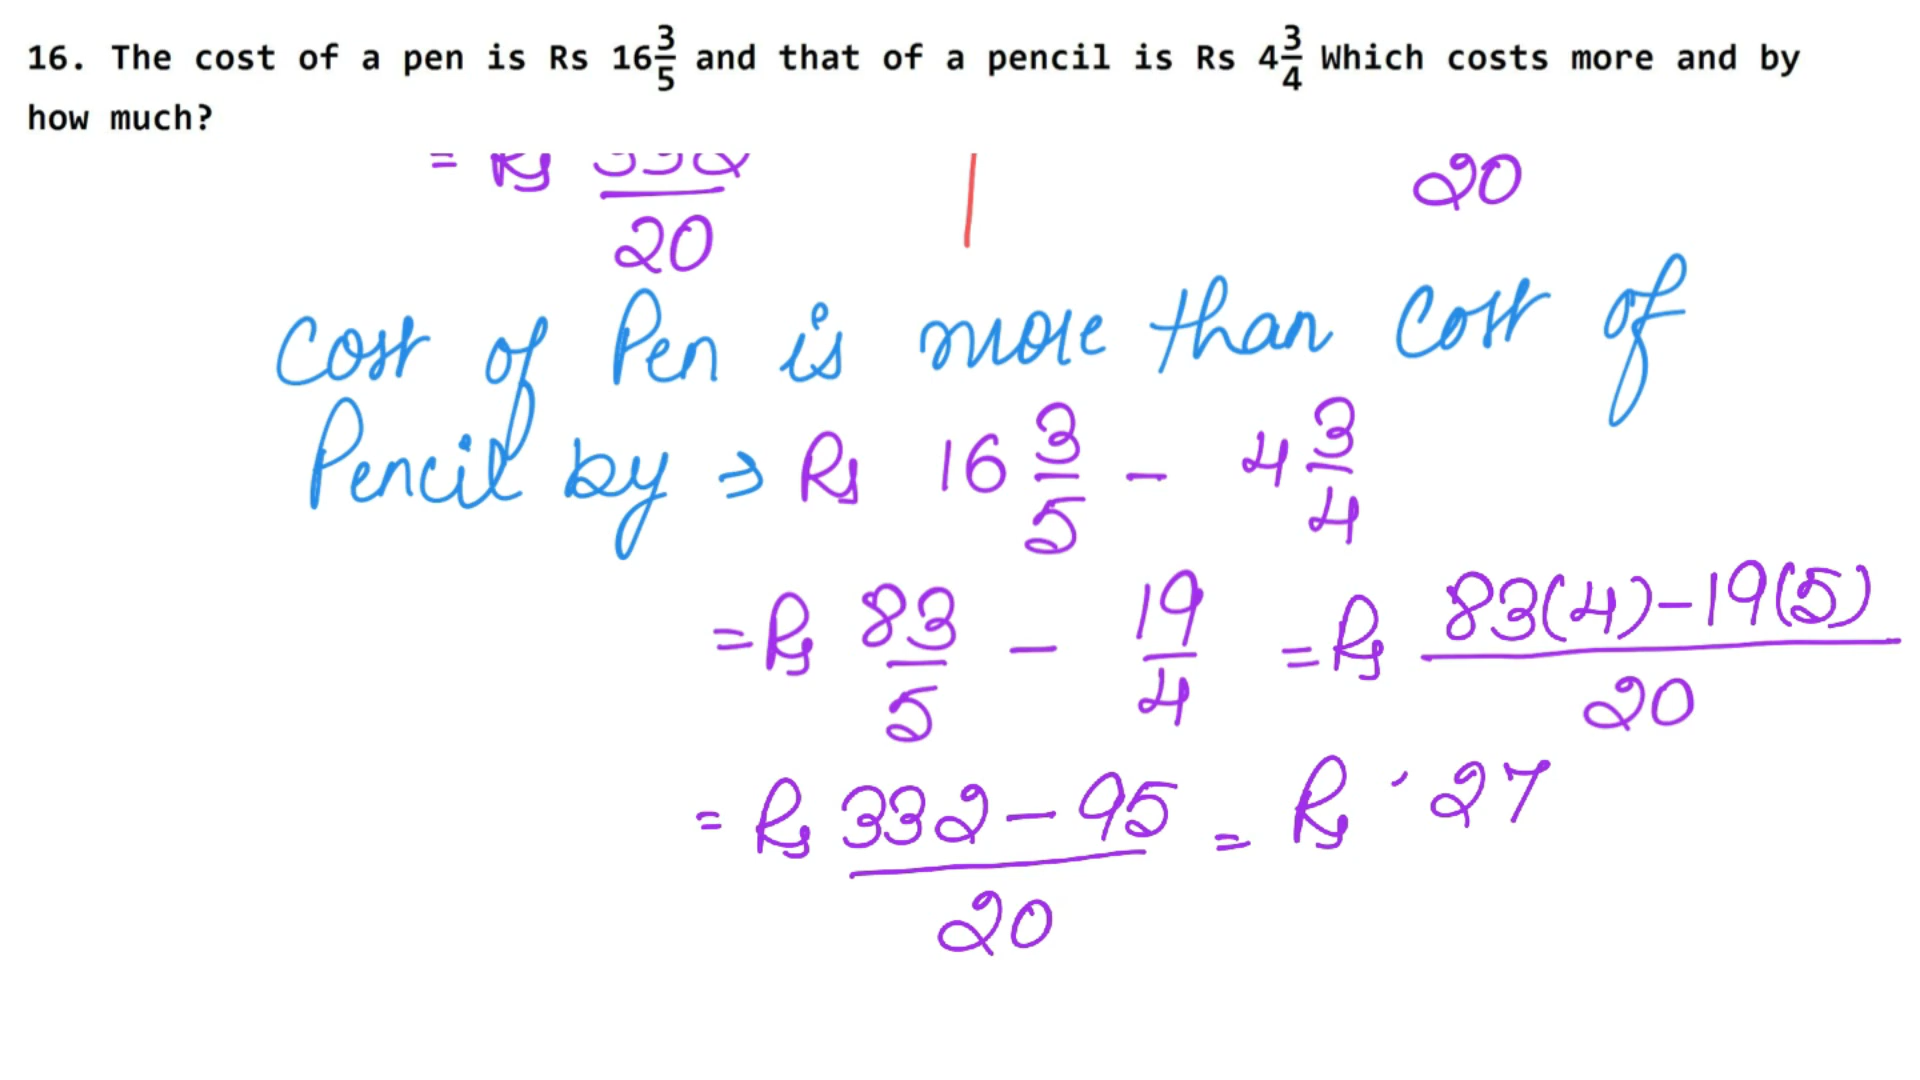 16. The cost of a pen is Rs 16 3/5 and that of a pencil is Rs 4 3/4 Which costs more and by
how much?
= Rs 332/20 20
Cost of Pen is more than Cost of
Pencil by ⇒ Rs 16 3/5 - 4 3/4
= Rs 83/5 - 19/4 = Rs 83(4)-19(5)/20
= Rs 332-95/20 = Rs 27